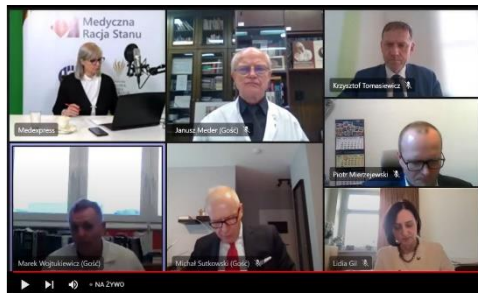 Medyczna
Racja Stanu
Medexpress
Janusz Meder (Gość)
Krzysztof Tomasiewicz
Piotr Mierzejewski
Marek Wojtukiewicz (Gość)
Michał Sutkowski (Gość)
Lidia Gil
NA ŻYWO